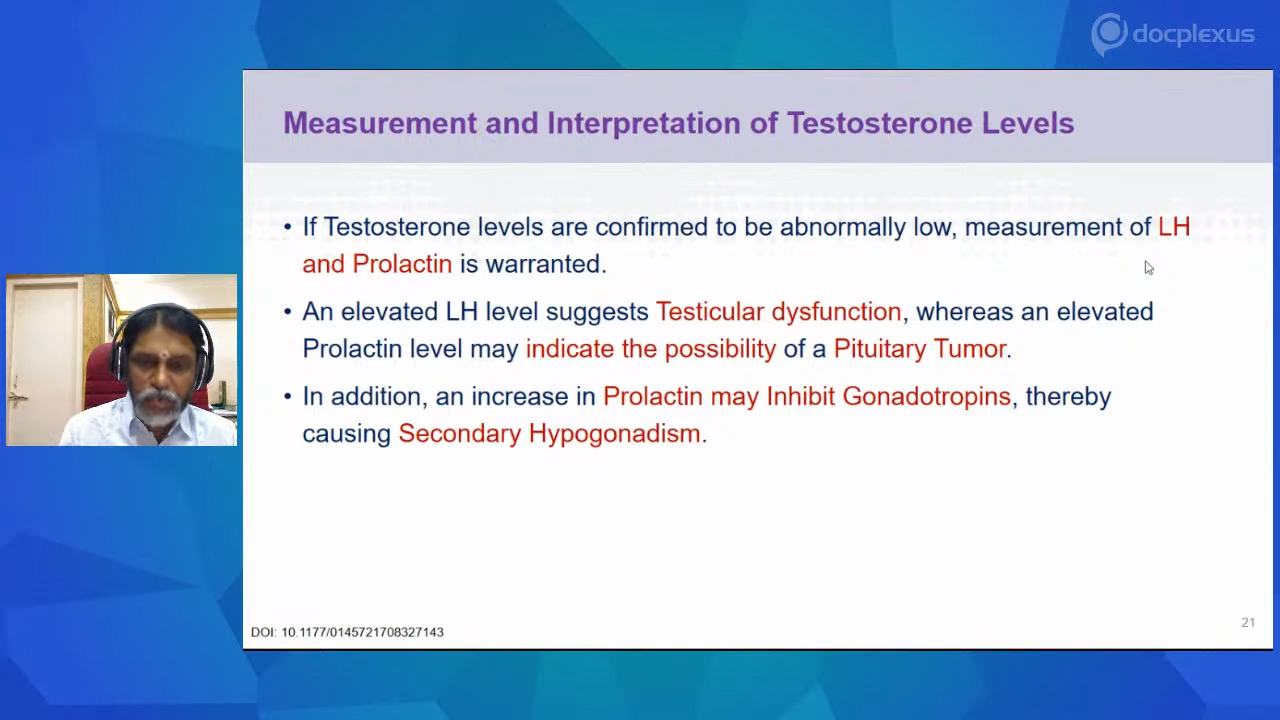 docplexus
Measurement and Interpretation of Testosterone Levels
• If Testosterone levels are confirmed to be abnormally low, measurement of LH
and Prolactin is warranted.
• An elevated LH level suggests Testicular dysfunction, whereas an elevated
Prolactin level may indicate the possibility of a Pituitary Tumor.
• In addition, an increase in Prolactin may Inhibit Gonadotropins, thereby
causing Secondary Hypogonadism.
DOI: 10.1177/0145721708327143
21